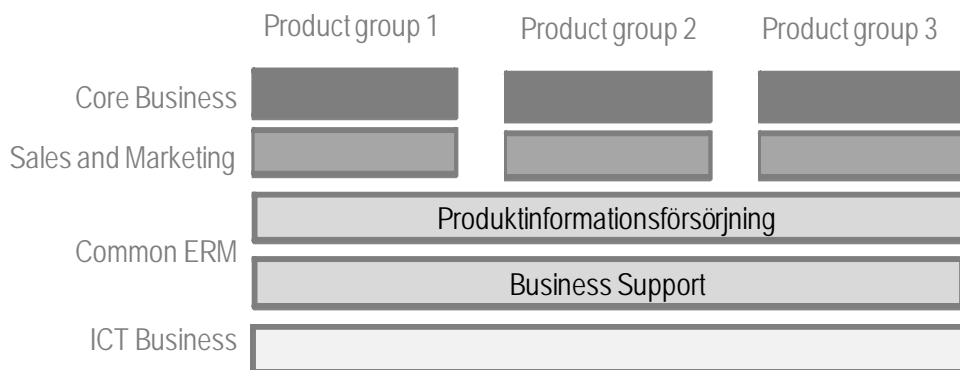 Product group 1
Product group 2
Product group 3
Core Business
Sales and Marketing
Produktinformationsförsörjning
Common ERM
Business Support
ICT Business